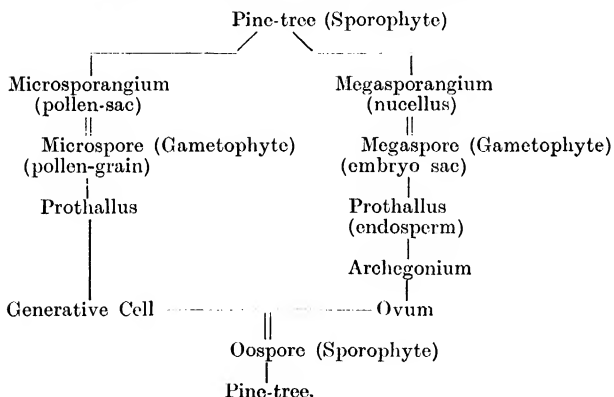 Pine-tree (Sporophyte)
Microsporangium
(pollen-sac)
Megasporangium
(nucellus)
Microspore (Gametophyte)
(pollen-grain)
Megaspore (Gametophyte)
(embryo sac)
Prothallus
Prothallus
(endosperm)
Archegonium
Generative Cell
Ovum
Oospore (Sporophyte)
Pine-tree.